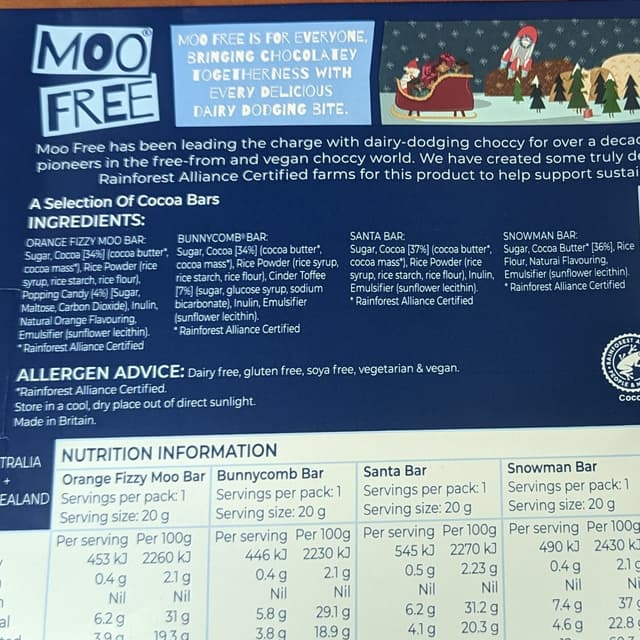 MOO
FREE
MOO FREE IS FOR EVERYONE,
BRINGING CHOCOLATEY
TOGETHERNESS WITH
EVERY DELICIOUS
DAIRY DODGING BITE.
Moo Free has been leading the charge with dairy-dodging choccy for over a
pioneers in the free-from and vegan choccy world. We have created some truly
Rainforest Alliance Certified farms for this product to help support
A Selection Of Cocoa Bars
INGREDIENTS:
ORANGE FIZZY MOO BAR:
Sugar, Cocoa [34%] (cocoa butter*,
cocoa mass*), Rice Powder (rice
syrup, rice starch, rice flour),
Popping Candy (4%) [Sugar,
Maltose, Carbon Dioxide), Inulin,
Natural Orange Flavouring,
Emulsifier (sunflower lecithin).
*Rainforest Alliance Certified
BUNNYCOMB® BAR:
Sugar, Cocoa [34%] (cocoa butter*,
cocoa mass*), Rice Powder (rice syrup,
rice starch, rice flour), Cinder Toffee
[7%] (sugar, glucose syrup, sodium
bicarbonate), Inulin, Emulsifier
(sunflower lecithin).
* Rainforest Alliance Certified
SANTA BAR:
Sugar, Cocoa [37%] (cocoa butter*,
cocoa mass*), Rice Powder (rice
syrup, rice starch, rice flour), Inulin,
Emulsifier (sunflower lecithin).
* Rainforest Alliance Certified
SNOWMAN BAR:
Sugar, Cocoa Butter* [36%], Rice
Flour, Natural Flavouring,
Emulsifier (sunflower lecithin).
* Rainforest Alliance Certified
ALLERGEN ADVICE: Dairy free, gluten free, soya free, vegetarian & vegan.
*Rainforest Alliance Certified.
Store in a cool, dry place out of direct sunlight.
Made in Britain.
TRALIA
+
EALAND
NUTRITION INFORMATION
Orange Fizzy Moo Bar Bunnycomb Bar Santa Bar Snowman Bar
Servings per pack: 1 Servings per pack: 1 Servings per pack: 1 Servings per pack: 1
Serving size: 20 g Serving size: 20 g Serving size: 20 g Serving size: 20 g
Per serving Per 100g Per serving Per 100g Per serving Per 100g Per serving Per 100g
453 kJ 2260 kJ 446 kJ 2230 kJ 545 kJ 2270 kJ 490 kJ 2430 kJ
0.4 g 2.1 g 0.4 g 2.1 g 0.5 g 2.23 g 0.4 g 2.1 g
Nil Nil Nil Nil Nil Nil Nil
6.2 g 31 g 5.8 g 29.1 g 6.2 g 31.2 g 7.4 g 37
3.9 g 19.3 g 3.8 g 18.9 g 4.1 g 20.3 g 4.6 g 22.8